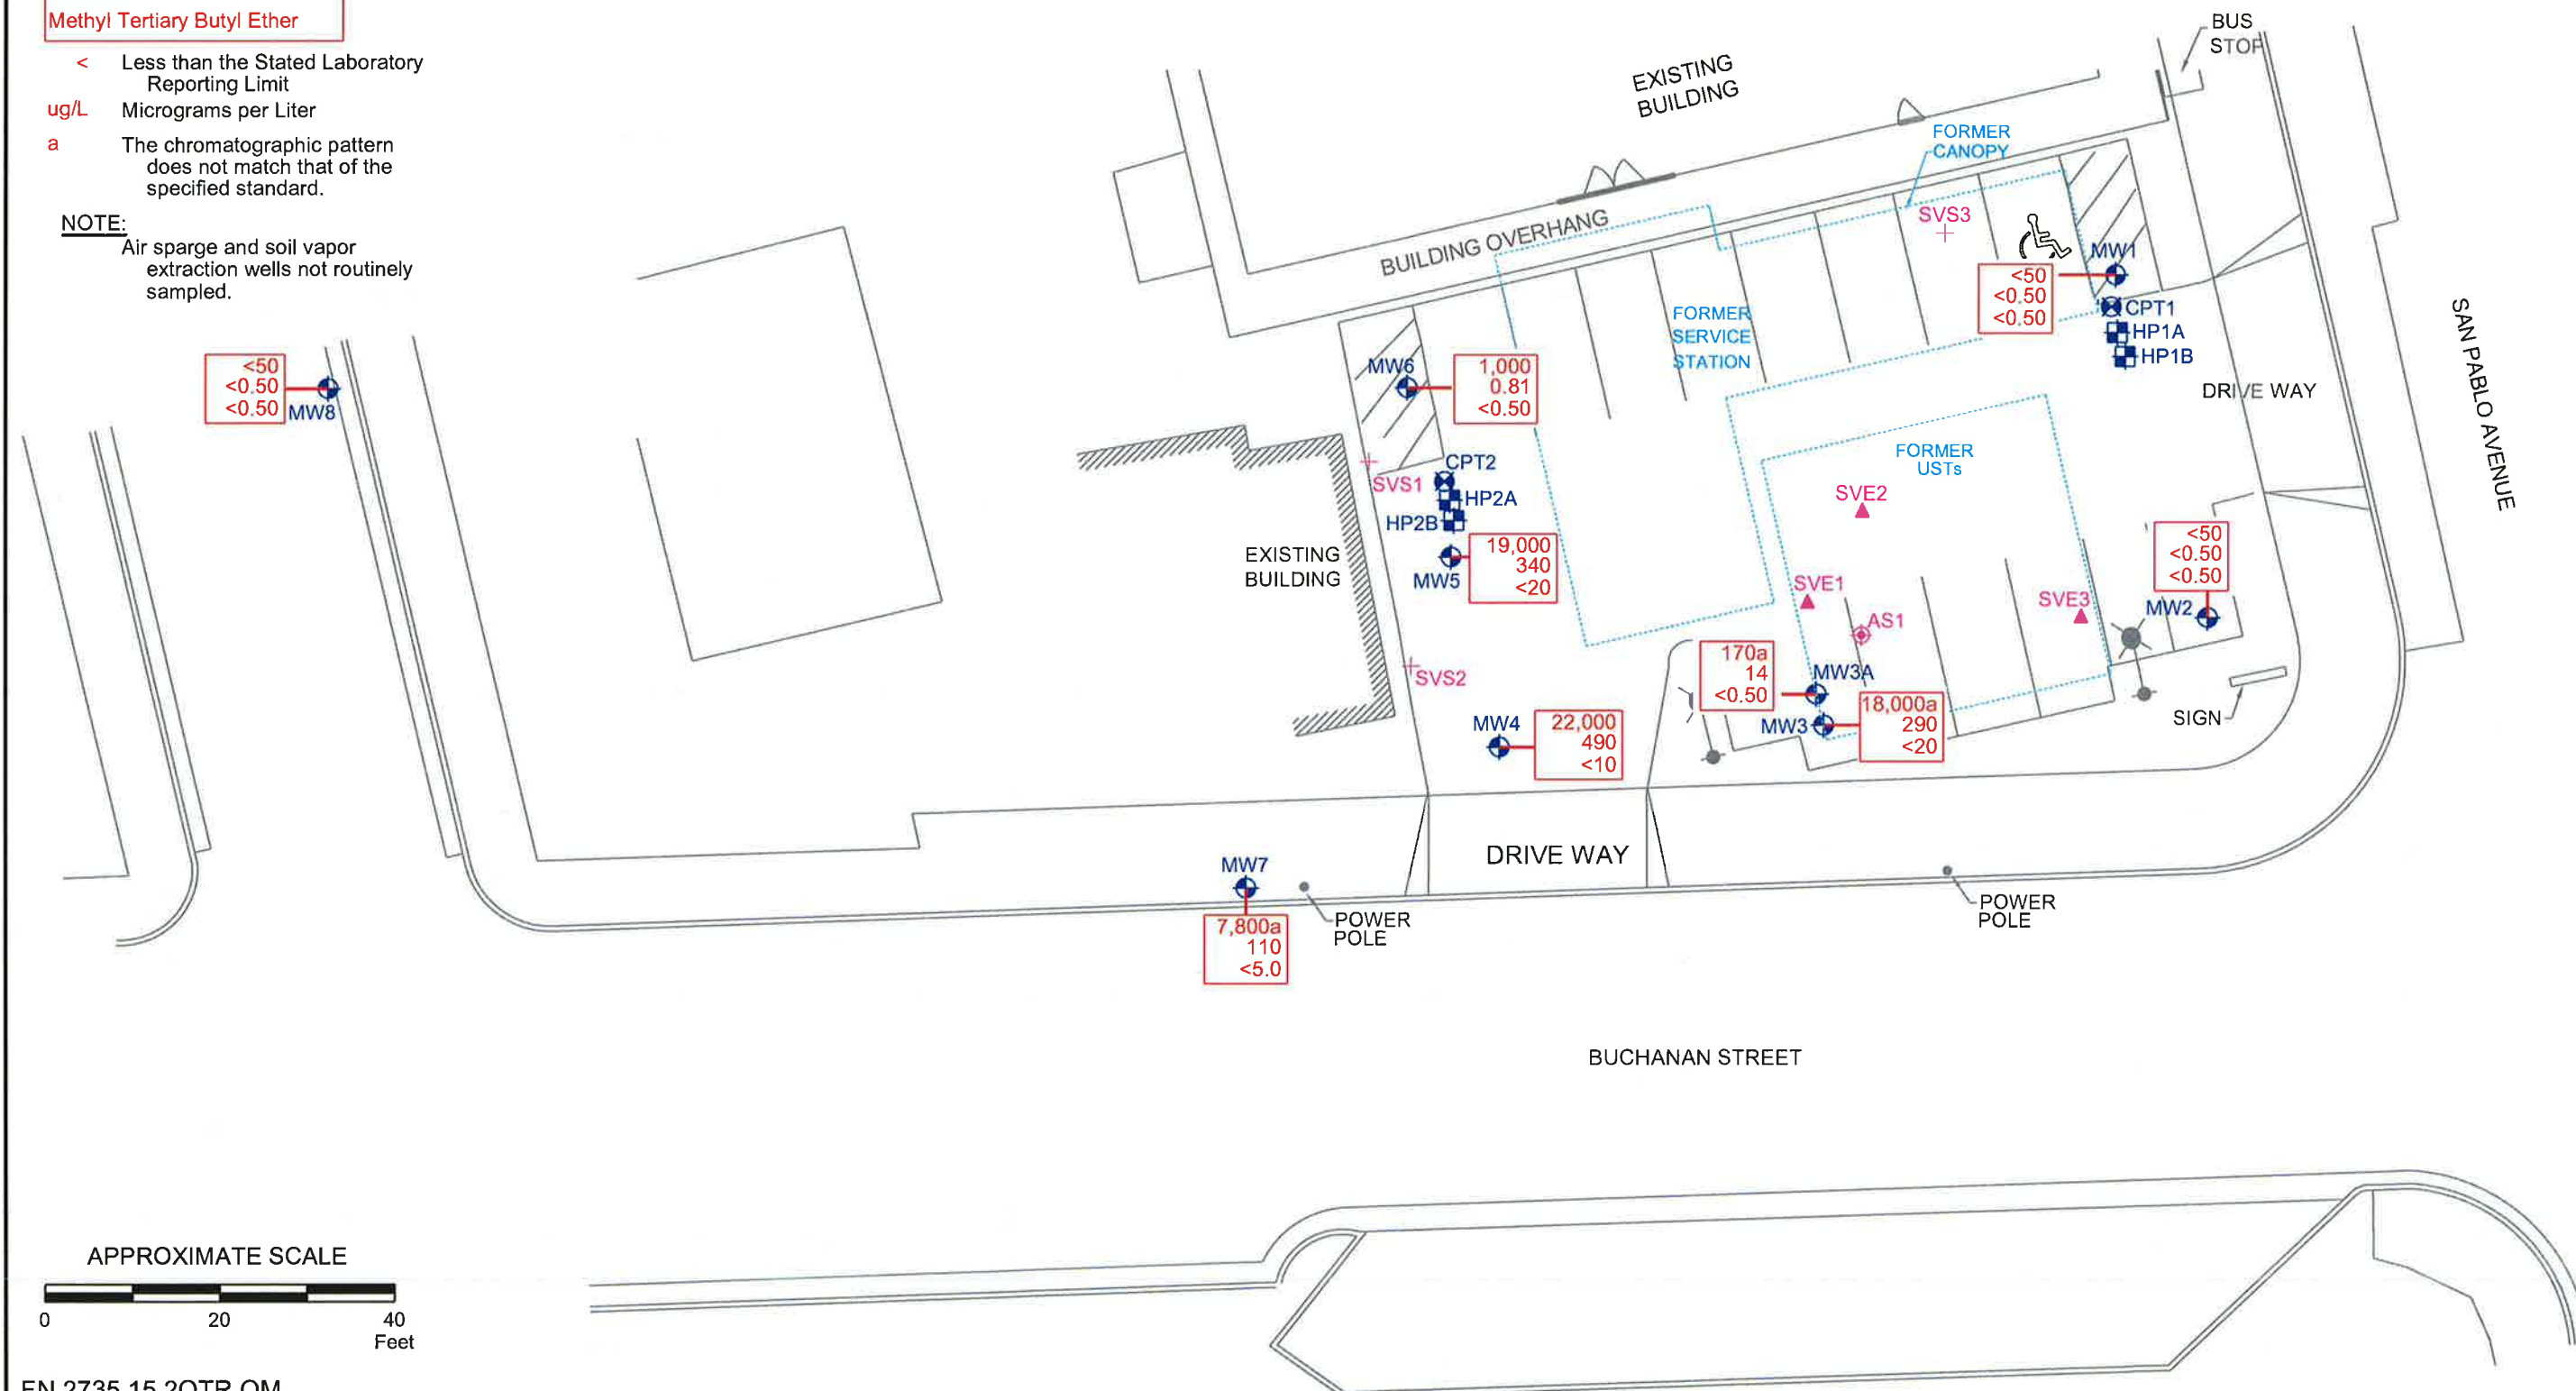 Methyl Tertiary Butyl Ether
< Less than the Stated Laboratory
Reporting Limit
ug/L Micrograms per Liter
a The chromatographic pattern
does not match that of the
specified standard.
NOTE:
Air sparge and soil vapor
extraction wells not routinely
sampled.
BUS
STOP
EXISTING
BUILDING
FORMER
CANOPY
BUILDING OVERHANG
SVS3
MW1
<50
<0.50
<0.50
CPT1
HP1A
HP1B
FORMER
SERVICE
STATION
SAN PABLO AVENUE
DRIVE WAY
<50
<0.50
<0.50
MW8
MW6
1,000
0.81
<0.50
CPT2
SVS1
HP2A
HP2B
FORMER
USTs
SVE2
EXISTING
BUILDING
19,000
340
<20
MW5
<50
<0.50
<0.50
MW2
SVE1
SVE3
AS1
SVS2
170a
14
<0.50
MW3A
MW3
18,000a
290
<20
SIGN
MW4
22,000
490
<10
DRIVE WAY
MW7
7,800a
110
<5.0
POWER
POLE
POWER
POLE
BUCHANAN STREET
APPROXIMATE SCALE
0 20 40
Feet
FN 2735 15 2QTR QM